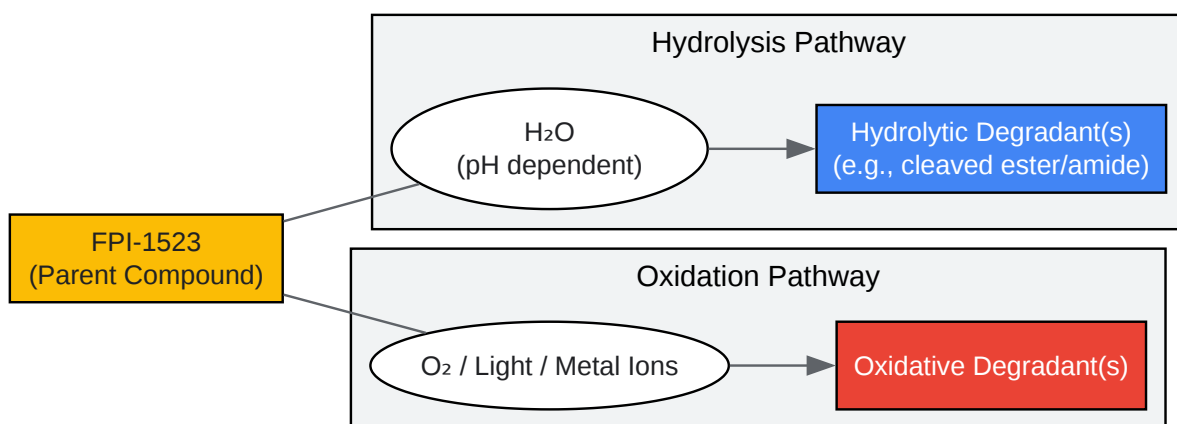 Hydrolysis Pathway
H₂O
(pH dependent)
Hydrolytic Degradant(s)
(e.g., cleaved ester/amide)
FPI-1523
(Parent Compound)
Oxidation Pathway
O₂ / Light / Metal Ions
Oxidative Degradant(s)